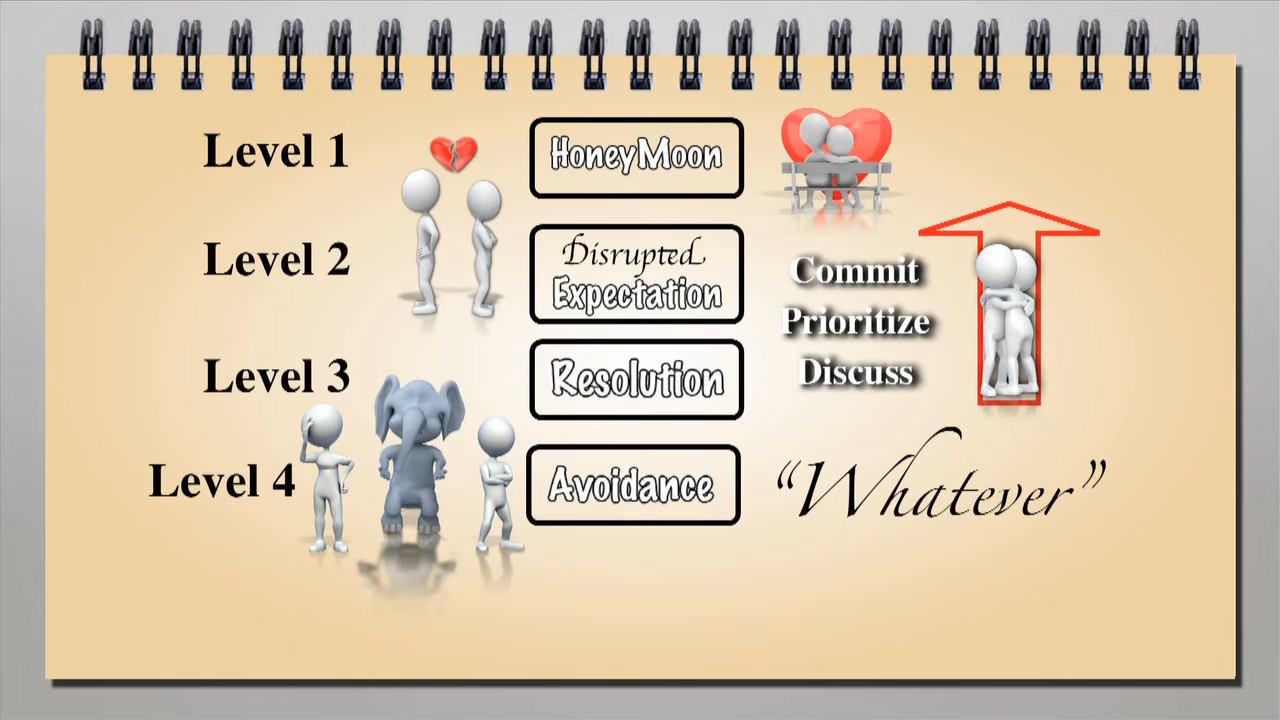 Level 1
HoneyMoon
Level 2
Disrupted
Expectation
Commit
Prioritize
Discuss
Level 3
Resolution
Level 4
Avoidance
“Whatever”